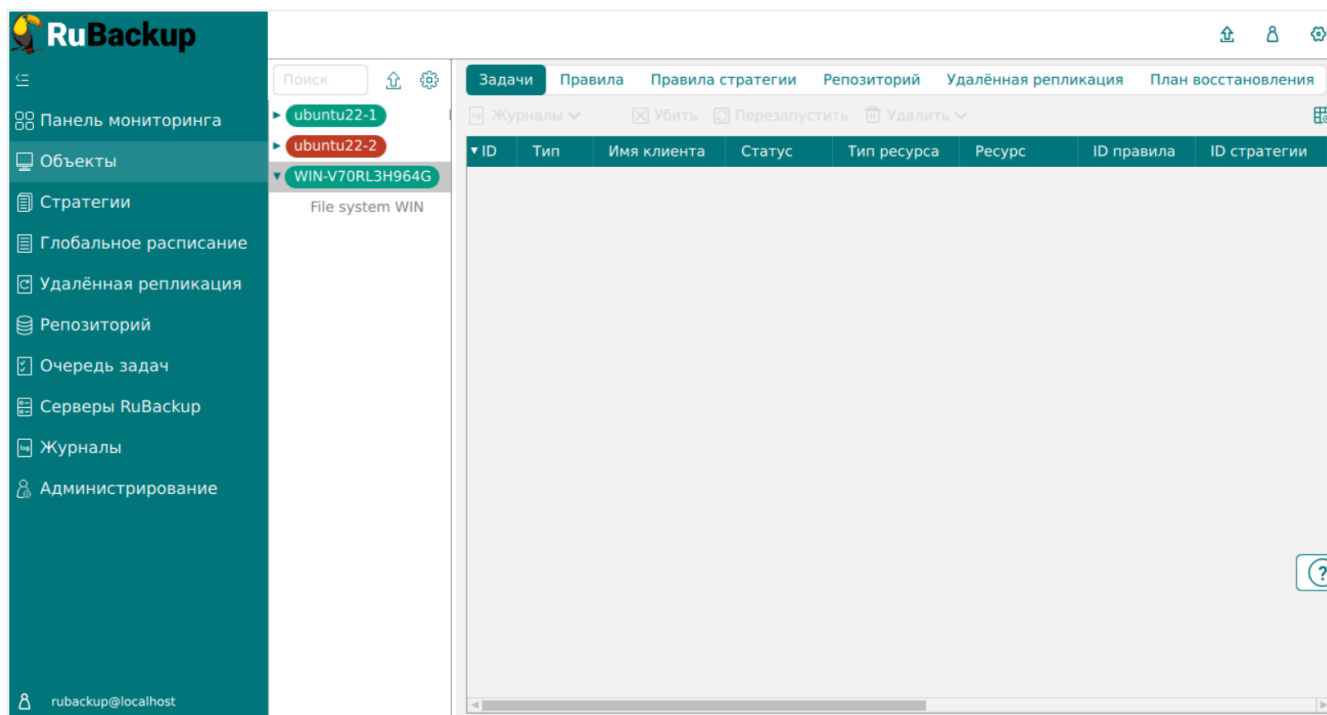 RuBackup
Панель мониторинга
Объекты
Стратегии
Глобальное расписание
Удалённая репликация
Репозиторий
Очередь задач
Серверы RuBackup
Журналы
Администрирование
rubackup@localhost
Поиск
ubuntu22-1
ubuntu22-2
WIN-V70RL3H964G
File system WIN
Задачи Правила Правила стратегии Репозиторий Удалённая репликация План восстановления
Журналы Убить Перезапустить Удалить
ID Тип Имя клиента Статус Тип ресурса Ресурс ID правила ID стратегии
?